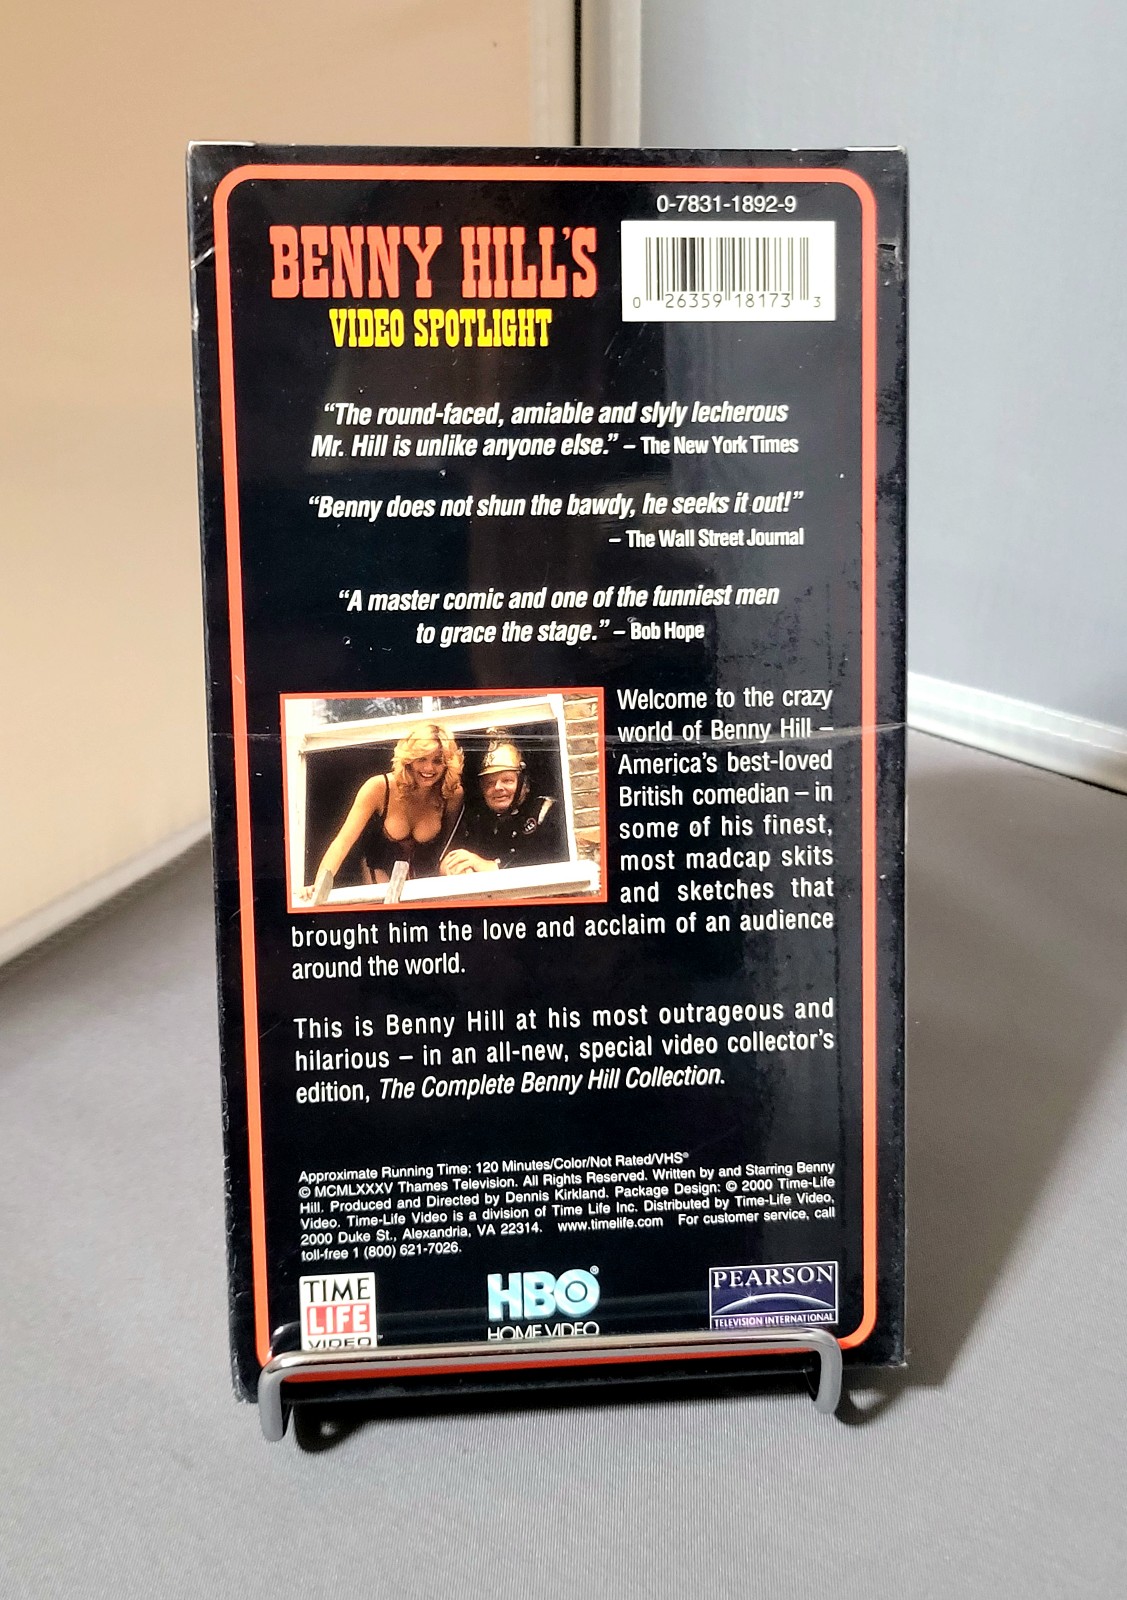 0-7831-1892-9
BENNY HILL'S
VIDEO SPOTLIGHT
0 26359 18173 3
“The round-faced, amiable and slyly lecherous
Mr. Hill is unlike anyone else.” – The New York Times
“Benny does not shun the bawdy, he seeks it out!”
– The Wall Street Journal
“A master comic and one of the funniest men
to grace the stage.” – Bob Hope
Welcome to the crazy
world of Benny Hill –
America's best-loved
British comedian – in
some of his finest,
most madcap skits
and sketches that
brought him the love and acclaim of an audience
around the world.
This is Benny Hill at his most outrageous and
hilarious – in an all-new, special video collector's
edition, The Complete Benny Hill Collection.
Approximate Running Time: 120 Minutes/Color/Not Rated/VHS®
© MCMLXXXV Thames Television. All Rights Reserved. Written by and Starring Benny
Hill. Produced and Directed by Dennis Kirkland. Package Design: © 2000 Time-Life
Video. Time-Life Video is a division of Time Life Inc. Distributed by Time-Life Video,
2000 Duke St., Alexandria, VA 22314. www.timelife.com For customer service, call
toll-free 1 (800) 621-7026.
TIME
LIFE
VIDEO™
HBO®
HOME VIDEO
PEARSON
TELEVISION INTERNATIONAL